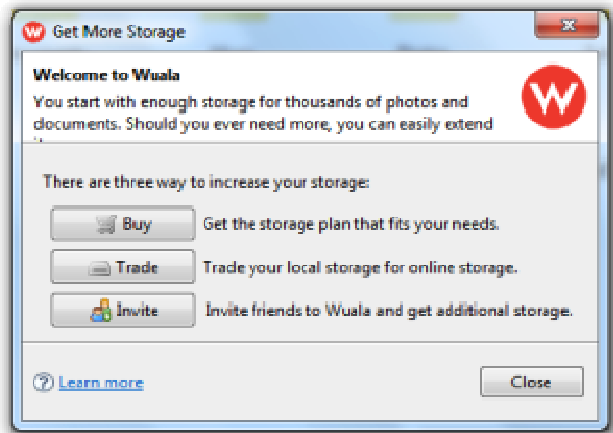 Get More Storage
Welcome to Wuala
You start with enough storage for thousands of photos and
documents. Should you ever need more, you can easily extend
There are three way to increase your storage:
Buy Get the storage plan that fits your needs.
Trade Trade your local storage for online storage.
Invite Invite friends to Wuala and get additional storage.
Learn more Close